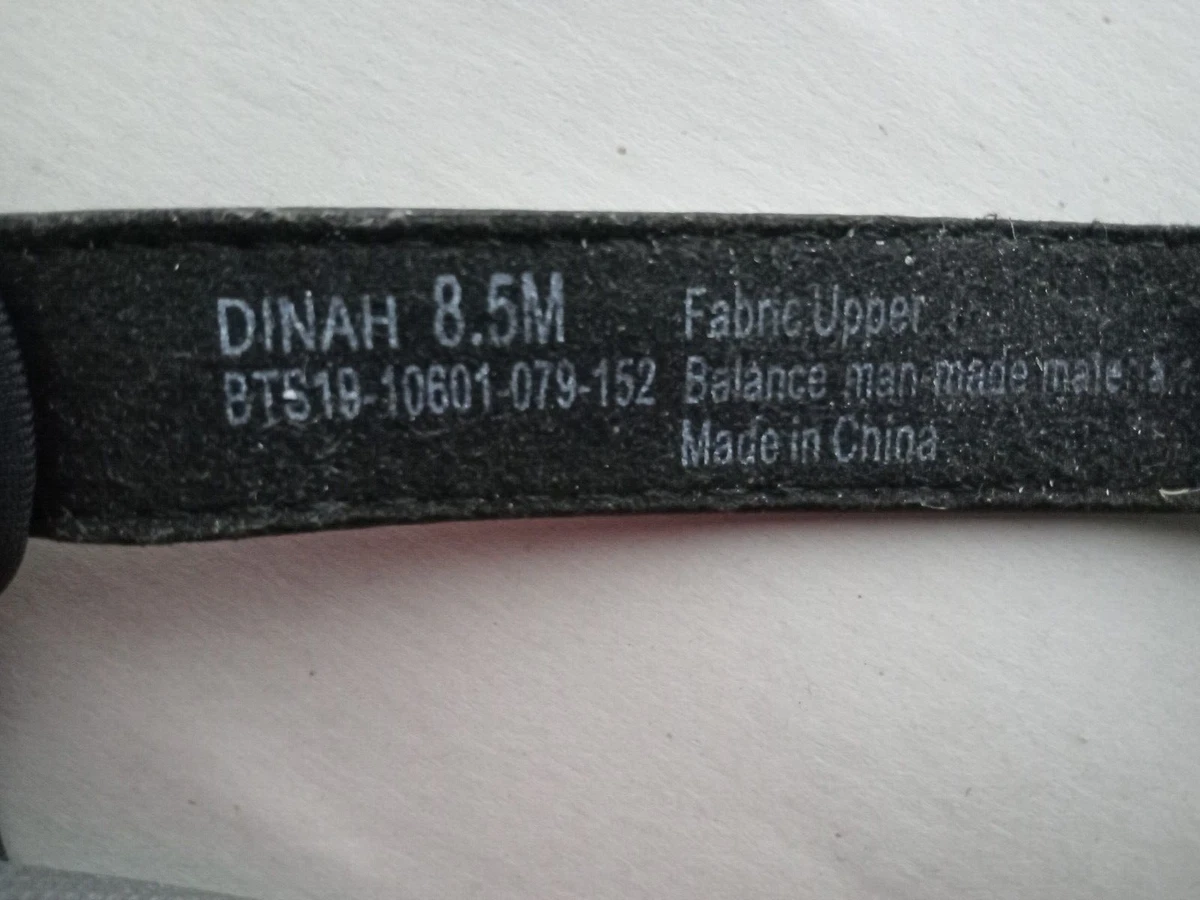 DINAH 8.5M
BTS19-10601-079-152
Fabric Upper
Balance man-made
Made in China